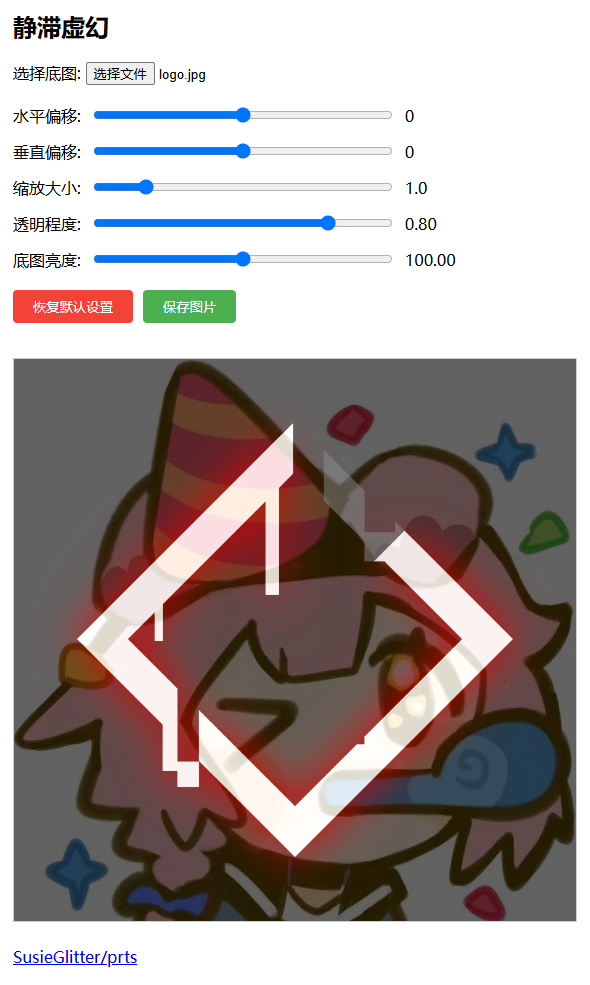 静滞虚幻
选择底图: 选择文件 logo.jpg
水平偏移: 0
垂直偏移: 0
缩放大小: 1.0
透明程度: 0.80
底图亮度: 100.00
恢复默认设置 保存图片
SusieGlitter/prts